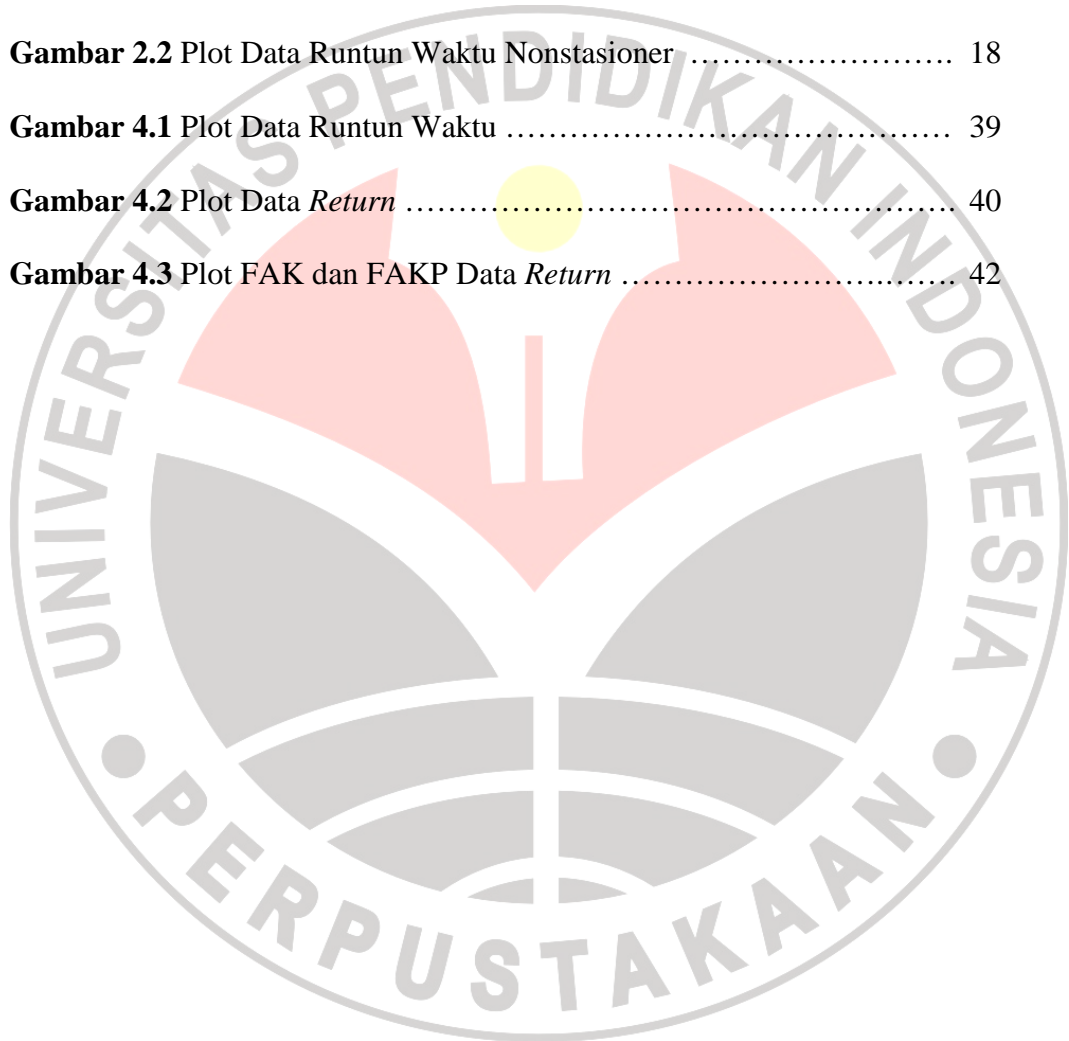 Gambar 2.2 Plot Data Runtun Waktu Nonstasioner ……………………. 18
Gambar 4.1 Plot Data Runtun Waktu …………………………………… 39
Gambar 4.2 Plot Data Return …………………………………………… 40
Gambar 4.3 Plot FAK dan FAKP Data Return …………………….…… 42
UNIVERSITAS PENDIDIKAN INDONESIA
PERPUSTAKAAN